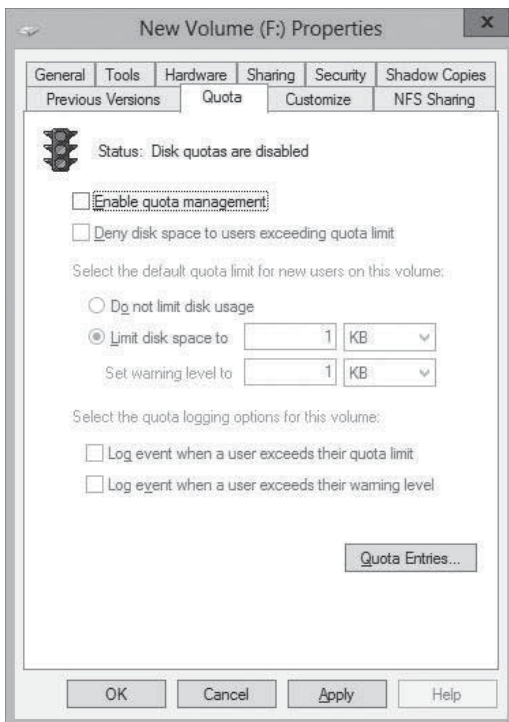 New Volume (F:) Properties
x
General Tools Hardware Sharing Security Shadow Copies
Previous Versions Quota Customize NFS Sharing
Status: Disk quotas are disabled
Enable quota management
Deny disk space to users exceeding quota limit
Select the default quota limit for new users on this volume:
Do not limit disk usage
Limit disk space to 1 KB
Set warning level to 1 KB
Select the quota logging options for this volume:
Log event when a user exceeds their quota limit
Log event when a user exceeds their warning level
Quota Entries...
OK Cancel Apply Help